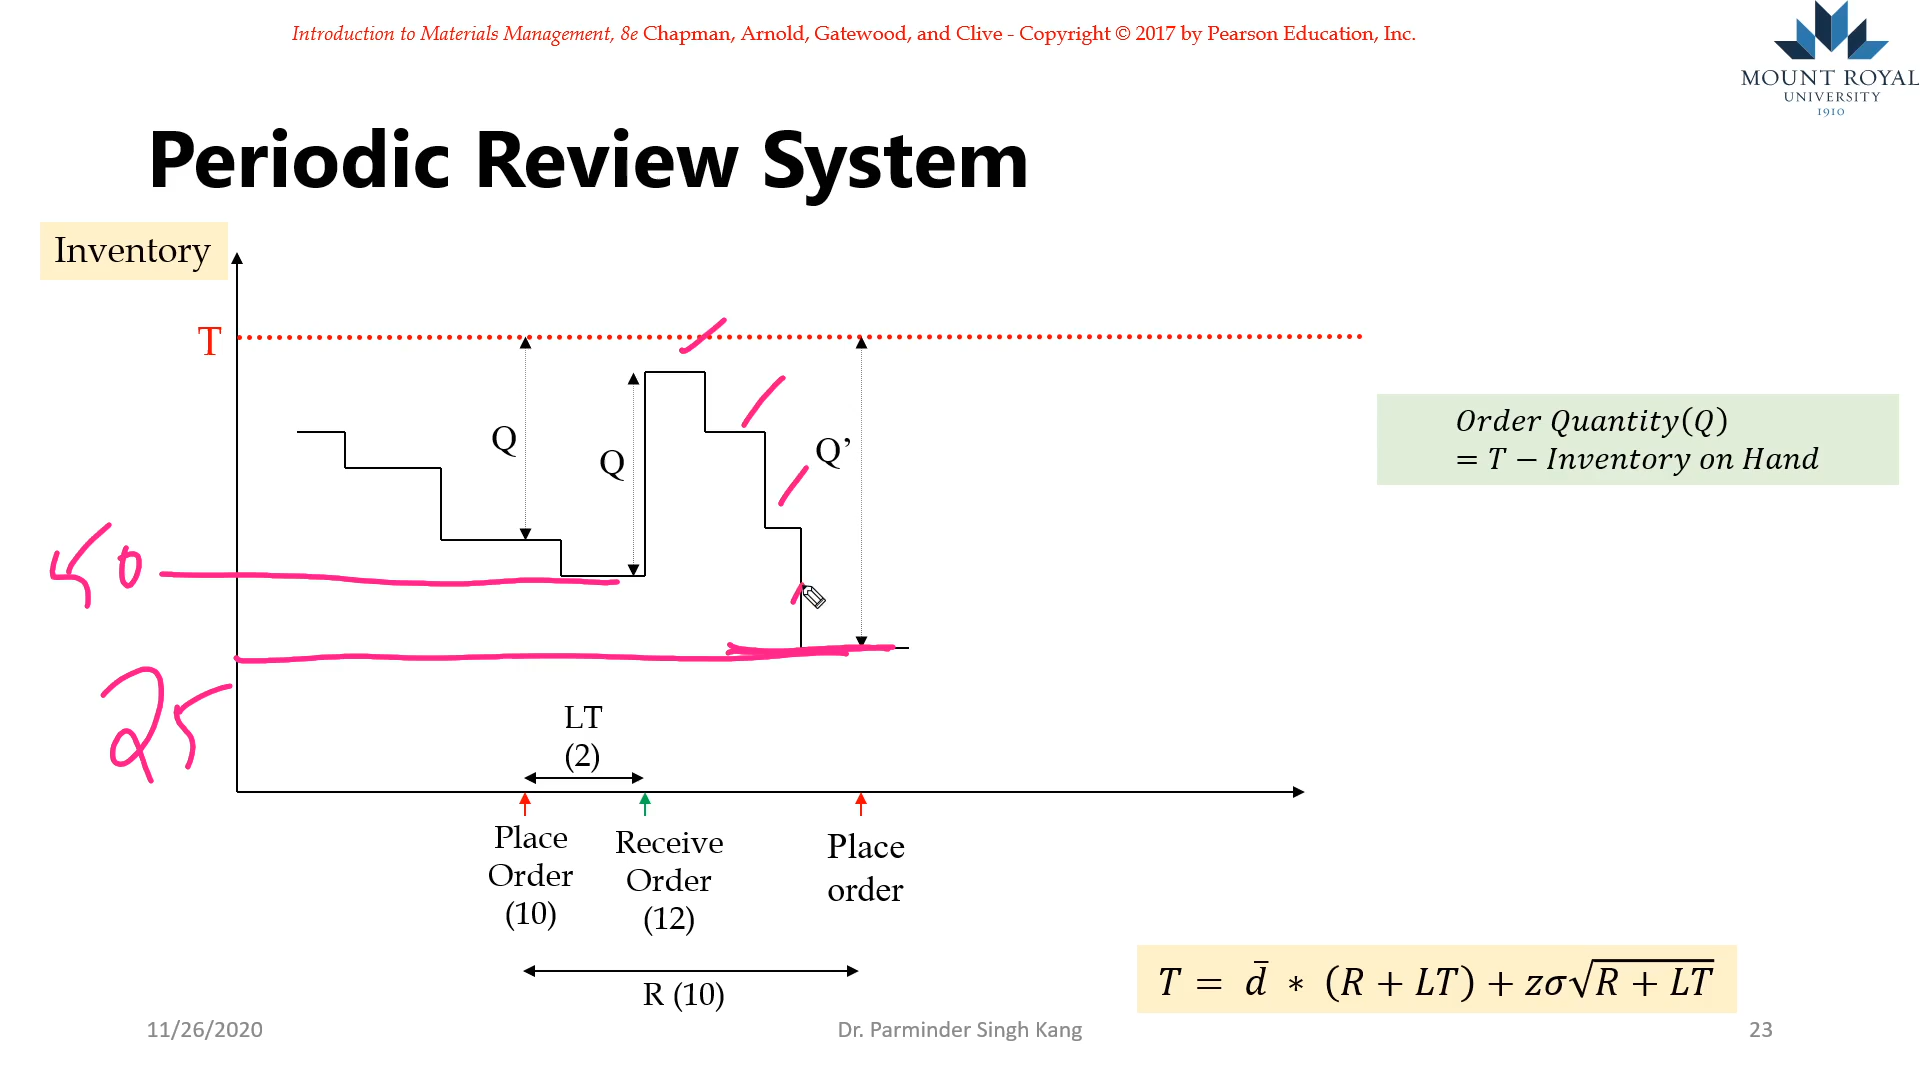 Introduction to Materials Management, 8e Chapman, Arnold, Gatewood, and Clive - Copyright © 2017 by Pearson Education, Inc.
MOUNT ROYAL
UNIVERSITY
1910
Periodic Review System
Inventory
T
Q
Q
Q’
Order Quantity(Q)
= T − Inventory on Hand
50
25
LT
(2)
Place
Order
(10)
Receive
Order
(12)
Place
order
R (10)
T = d̄ ∗ (R + LT) + zσ√R + LT
11/26/2020
Dr. Parminder Singh Kang
23